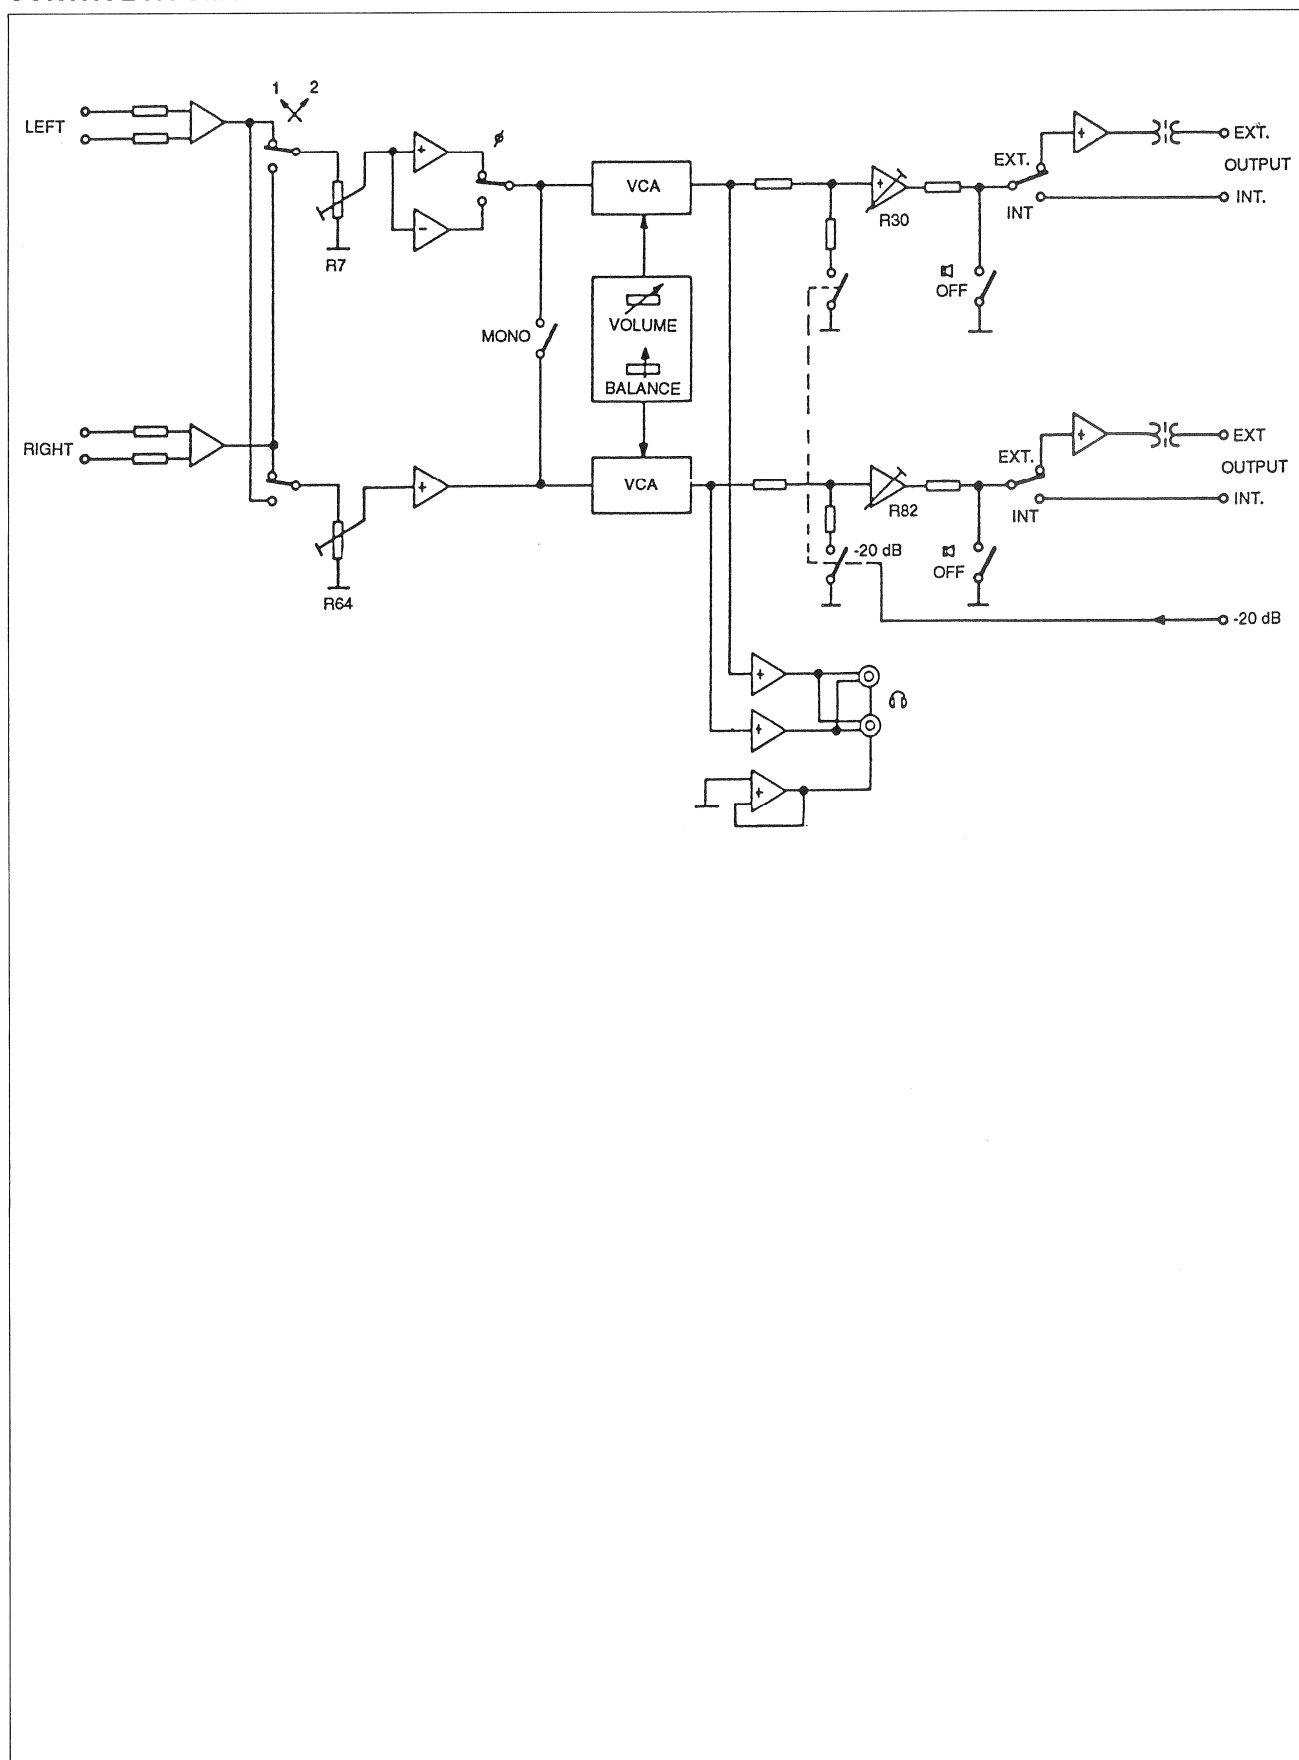 1 2
LEFT
R7
+
−
ø
MONO
VCA
VOLUME
BALANCE
+
R30
OFF
EXT.
INT
+
EXT.
OUTPUT
INT.
RIGHT
R64
+
VCA
-20 dB
+
R82
OFF
EXT.
INT
+
EXT
OUTPUT
INT.
-20 dB
+
+
+